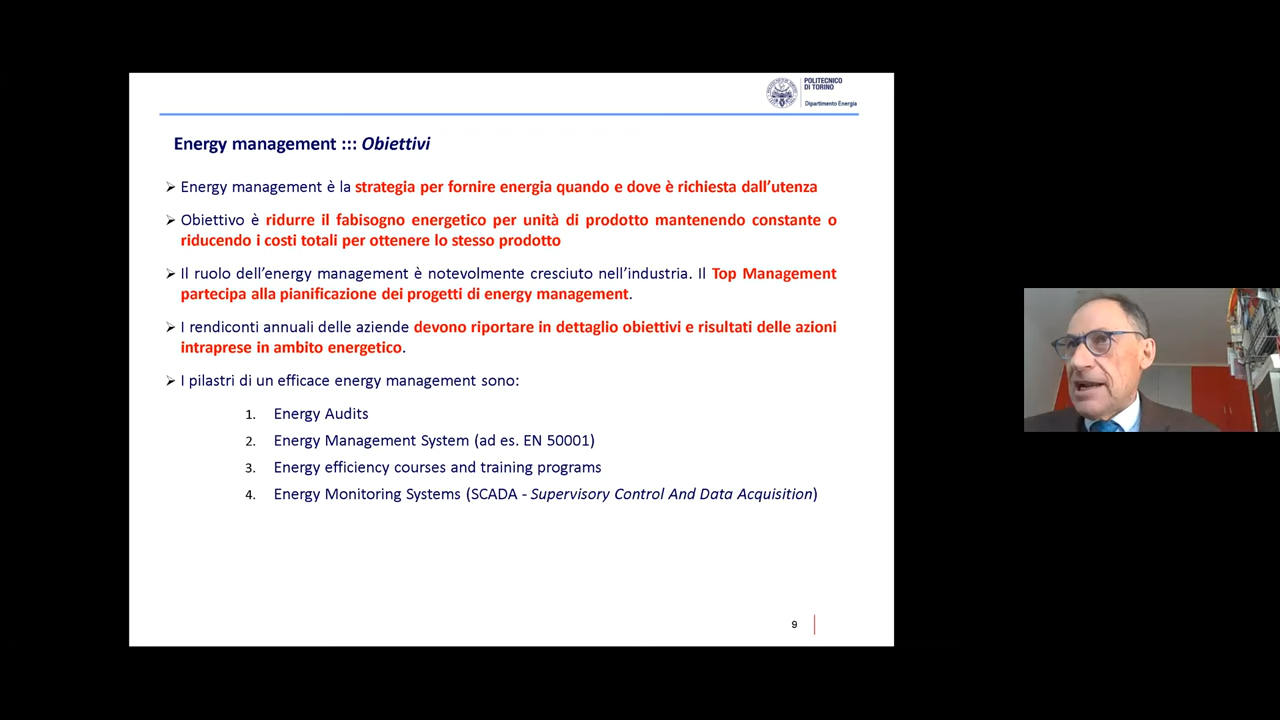 POLITECNICO
DI TORINO
Dipartimento Energia
Energy management ::: Obiettivi
➢ Energy management è la strategia per fornire energia quando e dove è richiesta dall'utenza
➢ Obiettivo è ridurre il fabisogno energetico per unità di prodotto mantenendo constante o
riducendo i costi totali per ottenere lo stesso prodotto
➢ Il ruolo dell'energy management è notevolmente cresciuto nell'industria. Il Top Management
partecipa alla pianificazione dei progetti di energy management.
➢ I rendiconti annuali delle aziende devono riportare in dettaglio obiettivi e risultati delle azioni
intraprese in ambito energetico.
➢ I pilastri di un efficace energy management sono:
1. Energy Audits
2. Energy Management System (ad es. EN 50001)
3. Energy efficiency courses and training programs
4. Energy Monitoring Systems (SCADA - Supervisory Control And Data Acquisition)
9